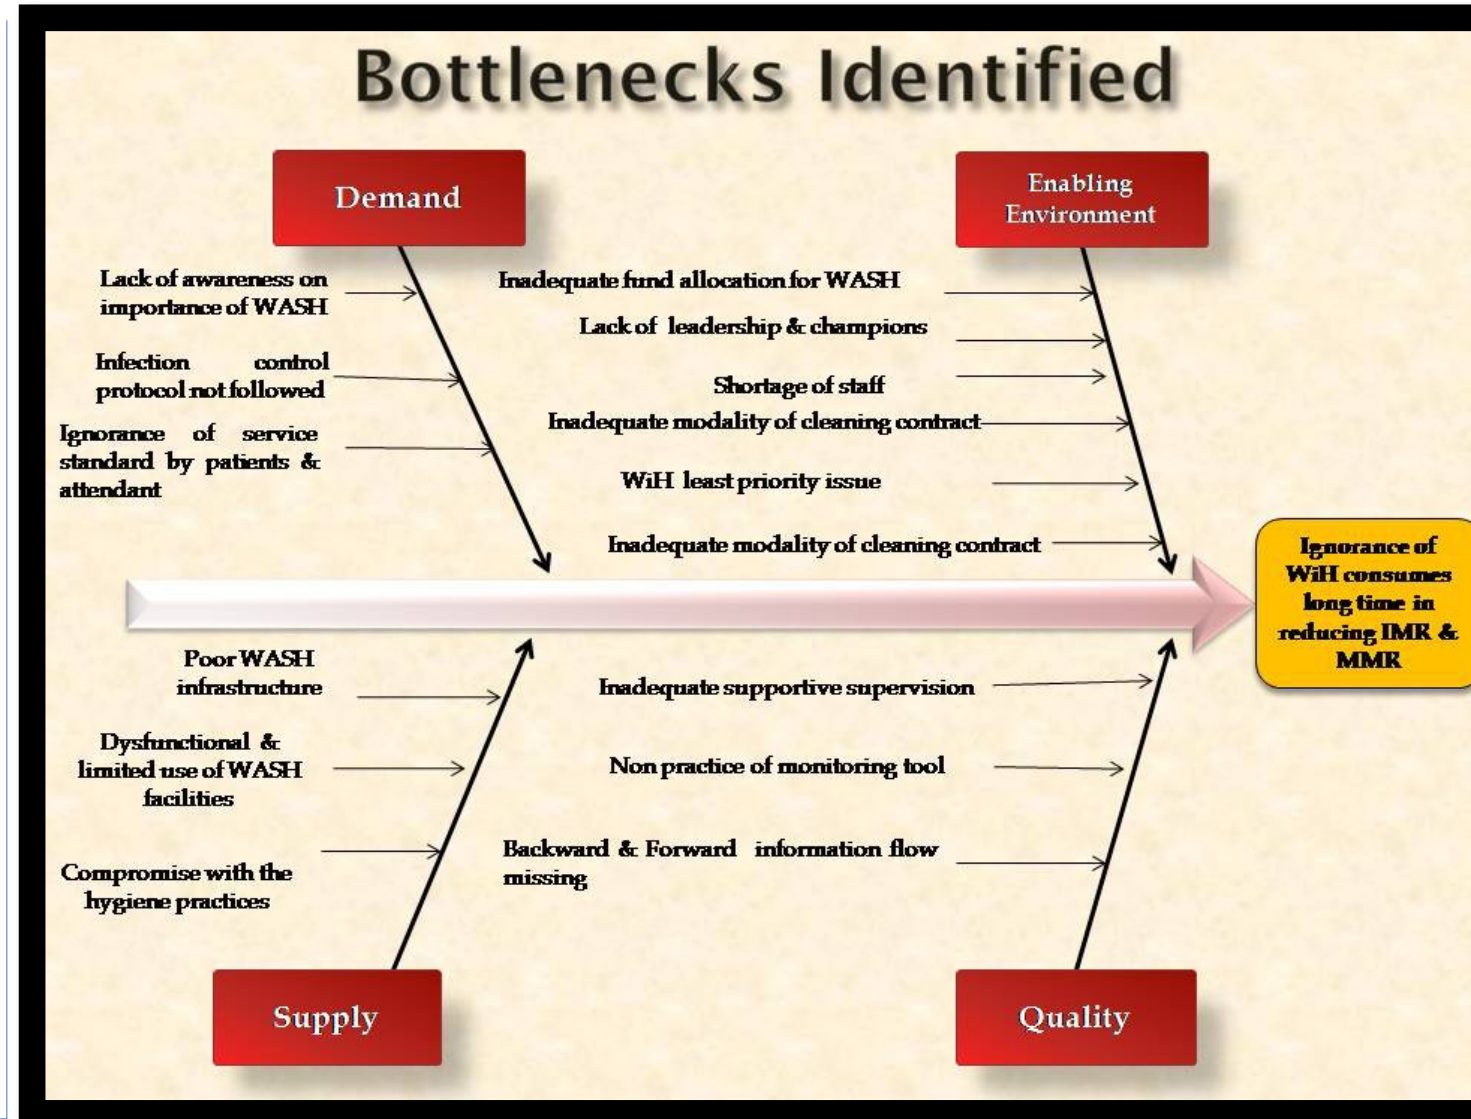 Bottlenecks Identified
Demand
Enabling
Environment
Lack of awareness on
importance of WASH
Infection control
protocol not followed
Ignorance of service
standard by patients &
attendant
Inadequate fund allocation for WASH
Lack of leadership & champions
Shortage of staff
Inadequate modality of cleaning contract
WiH least priority issue
Inadequate modality of cleaning contract
Ignorance of
WiH consumes
long time in
reducing IMR &
MMR
Poor WASH
infrastructure
Dysfunctional &
limited use of WASH
facilities
Compromise with the
hygiene practices
Inadequate supportive supervision
Non practice of monitoring tool
Backward & Forward information flow
missing
Supply
Quality